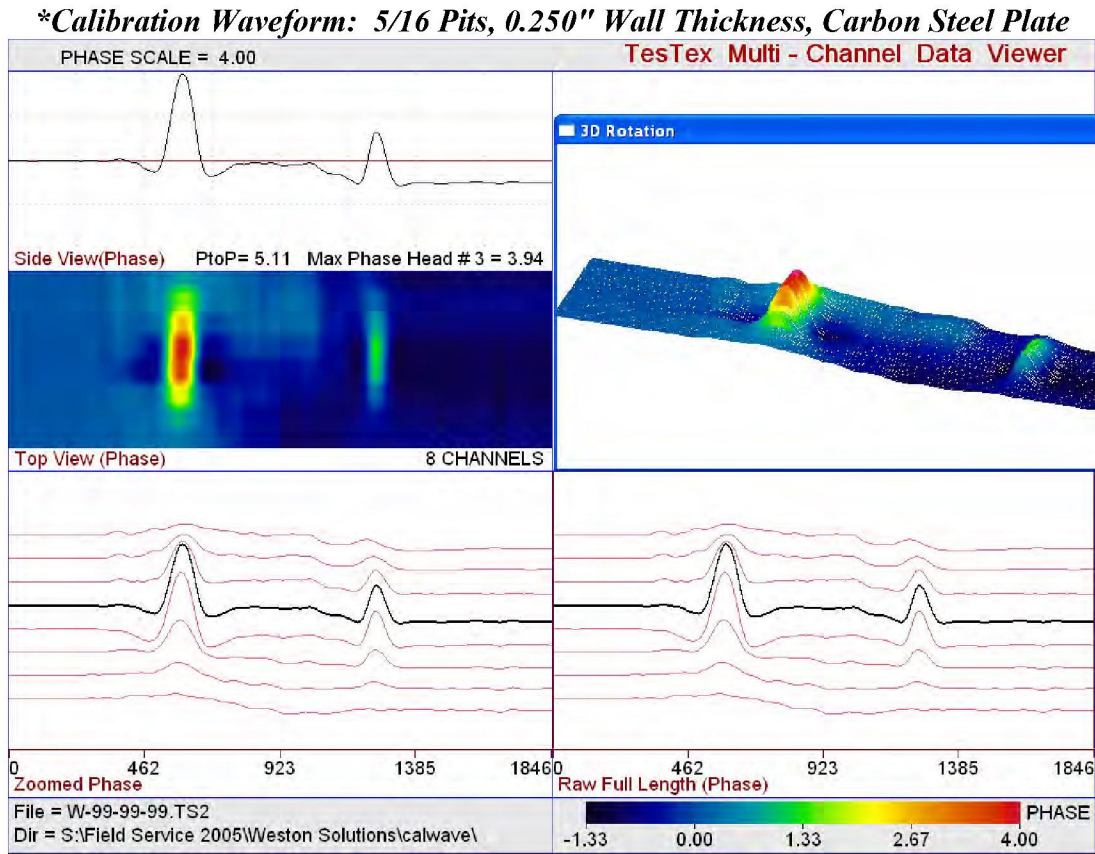 *Calibration Waveform: 5/16 Pits, 0.250" Wall Thickness, Carbon Steel Plate
PHASE SCALE = 4.00
TesTex Multi - Channel Data Viewer
3D Rotation
Side View(Phase) PtoP= 5.11 Max Phase Head # 3 = 3.94
Top View (Phase) 8 CHANNELS
0 462 923 1385 1846
Zoomed Phase
0 462 923 1385 1846
Raw Full Length (Phase)
File = W-99-99-99.TS2
Dir = S:\Field Service 2005\Weston Solutions\calwave\
PHASE
-1.33 0.00 1.33 2.67 4.00